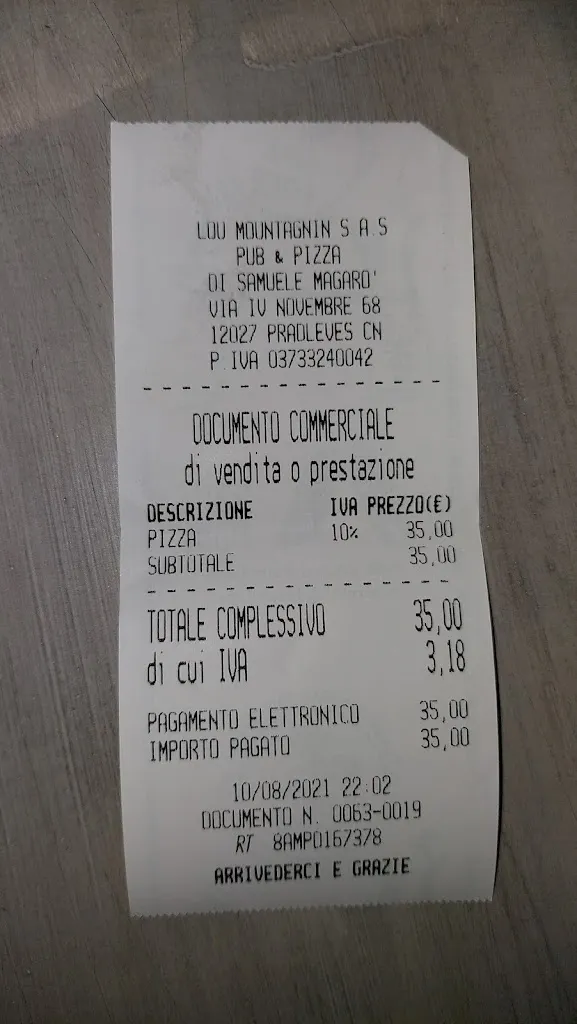 LOU MOUNTAGNIN S A S
PUB & PIZZA
DI SAMUELE MAGARO'
VIA IV NOVEMBRE 68
12027 PRADLEVES CN
P.IVA 03733240042
DOCUMENTO COMMERCIALE
di vendita o prestazione
DESCRIZIONE IVA PREZZO(€)
PIZZA 10% 35,00
SUBTOTALE 35,00
TOTALE COMPLESSIVO 35,00
di cui IVA 3,18
PAGAMENTO ELETTRONICO 35,00
IMPORTO PAGATO 35,00
10/08/2021 22:02
DOCUMENTO N. 0063-0019
RT 8AMP0167378
ARRIVEDERCI E GRAZIE